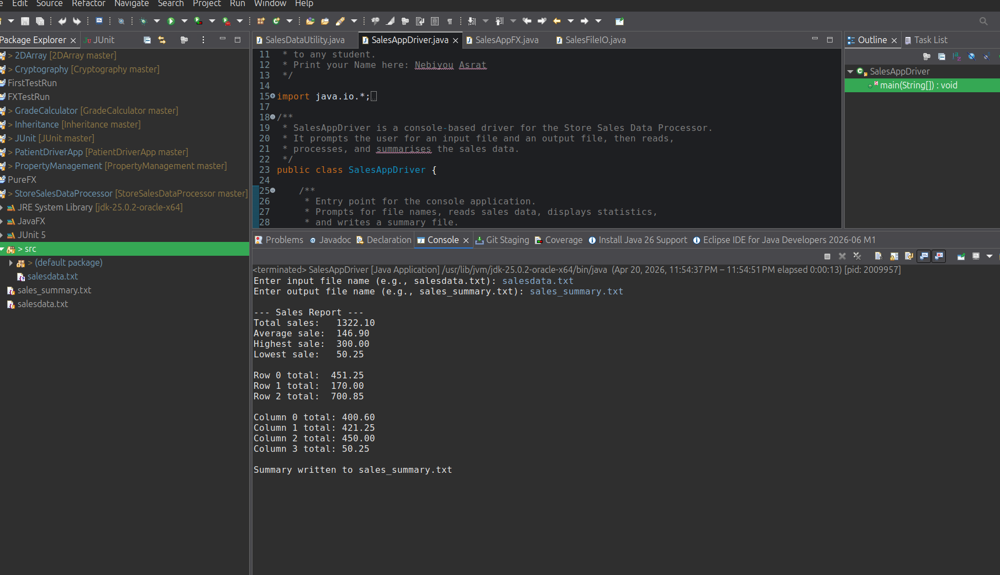 Edit Source Refactor Navigate Search Project Run Window Help
Package Explorer
JUnit
> 2DArray [2DArray master]
> Cryptography [Cryptography master]
FirstTestRun
FXTestRun
> GradeCalculator [GradeCalculator master]
> Inheritance [Inheritance master]
> JUnit [JUnit master]
> PatientDriverApp [PatientDriverApp master]
> PropertyManagement [PropertyManagement master]
PureFX
> StoreSalesDataProcessor [StoreSalesDataProcessor master]
JRE System Library [jdk-25.0.2-oracle-x64]
JavaFX
JUnit 5
> src
> (default package)
salesdata.txt
sales_summary.txt
salesdata.txt
SalesDataUtility.java SalesAppDriver.java SalesAppFX.java SalesFileIO.java
11 * to any student.
12 * Print your Name here: Nebiyou Asrat
13 */
14
15 import java.io.*;
17
18 /**
19 * SalesAppDriver is a console-based driver for the Store Sales Data Processor.
20 * It prompts the user for an input file and an output file, then reads,
21 * processes, and summarises the sales data.
22 */
23 public class SalesAppDriver {
24
25 /**
26 * Entry point for the console application.
27 * Prompts for file names, reads sales data, displays statistics,
28 * and writes a summary file.
Outline Task List
SalesAppDriver
main(String[]) : void
Problems Javadoc Declaration Console Git Staging Coverage Install Java 26 Support Eclipse IDE for Java Developers 2026-06 M1
<terminated> SalesAppDriver [Java Application] /usr/lib/jvm/jdk-25.0.2-oracle-x64/bin/java (Apr 20, 2026, 11:54:37 PM – 11:54:51 PM elapsed 0:00:13) [pid: 2009957]
Enter input file name (e.g., salesdata.txt): salesdata.txt
Enter output file name (e.g., sales_summary.txt): sales_summary.txt
--- Sales Report ---
Total sales: 1322.10
Average sale: 146.90
Highest sale: 300.00
Lowest sale: 50.25
Row 0 total: 451.25
Row 1 total: 170.00
Row 2 total: 700.85
Column 0 total: 400.60
Column 1 total: 421.25
Column 2 total: 450.00
Column 3 total: 50.25
Summary written to sales_summary.txt